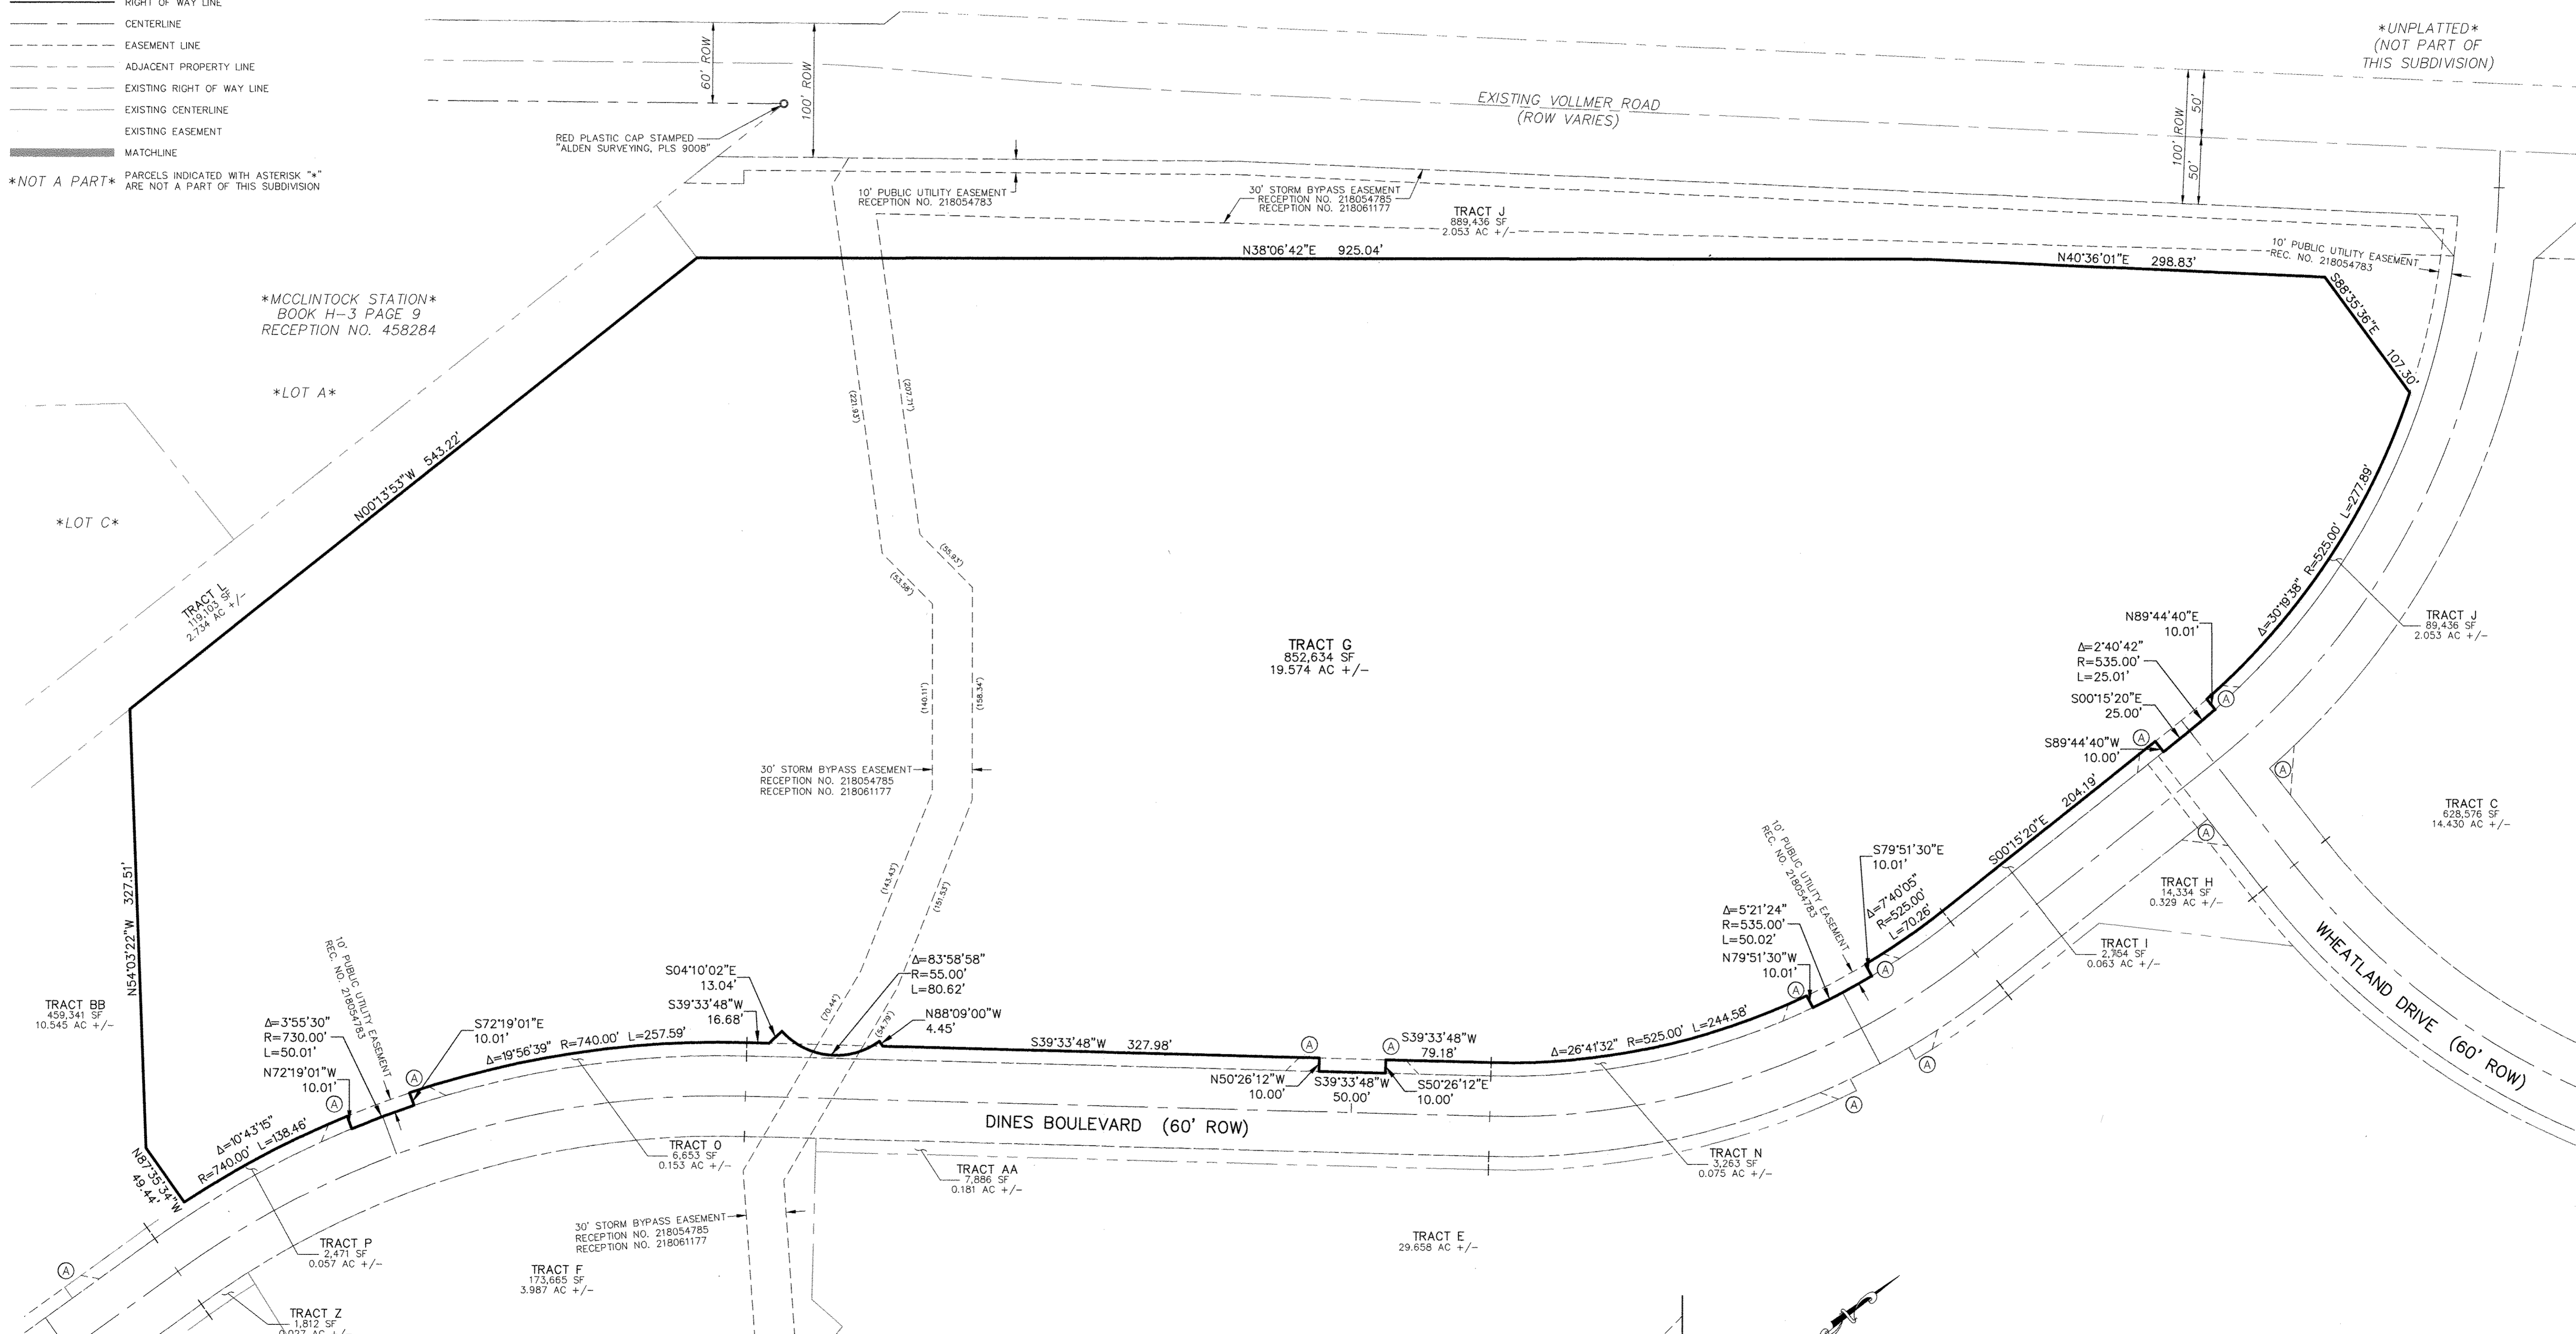 RIGHT OF WAY LINE
CENTERLINE
EASEMENT LINE
ADJACENT PROPERTY LINE
EXISTING RIGHT OF WAY LINE
EXISTING CENTERLINE
EXISTING EASEMENT
MATCHLINE
*NOT A PART*
PARCELS INDICATED WITH ASTERISK "*"
ARE NOT A PART OF THIS SUBDIVISION
60' ROW
100' ROW
RED PLASTIC CAP STAMPED
"ALDEN SURVEYING, PLS 9008"
EXISTING VOLLMER ROAD
(ROW VARIES)
*UNPLATTED*
(NOT PART OF
THIS SUBDIVISION)
100' ROW
50'
50'
10' PUBLIC UTILITY EASEMENT
RECEPTION NO. 218054783
30' STORM BYPASS EASEMENT
RECEPTION NO. 218054785
RECEPTION NO. 218061177
TRACT J
889,436 SF
2.053 AC +/-
10' PUBLIC UTILITY EASEMENT
REC. NO. 218054783
N38°06'42"E 925.04'
N40°36'01"E 298.83'
S88°35'36"E 107.30'
*MCCLINTOCK STATION*
BOOK H-3 PAGE 9
RECEPTION NO. 458284
*LOT A*
*LOT C*
N00°13'53"W 543.22'
TRACT L
119,103 SF
2.734 AC +/-
(221.93')
(207.71')
(55.93')
(53.58')
(140.11')
(158.34')
TRACT G
852,634 SF
19.574 AC +/-
Δ=30°19'38" R=525.00' L=277.89'
N89°44'40"E
10.01'
Δ=2°40'42"
R=535.00'
L=25.01'
S00°15'20"E
25.00'
S89°44'40"W
10.00'
A
A
TRACT J
89,436 SF
2.053 AC +/-
A
TRACT C
628,576 SF
14.430 AC +/-
30' STORM BYPASS EASEMENT
RECEPTION NO. 218054785
RECEPTION NO. 218061177
S00°15'20"E 204.19'
A
10' PUBLIC UTILITY EASEMENT
REC. NO. 218054783
S79°51'30"E
10.01'
Δ=7°40'05"
R=525.00'
L=70.26'
TRACT H
14,334 SF
0.329 AC +/-
N54°03'22"W 327.51'
(143.43')
(151.53')
Δ=5°21'24"
R=535.00'
L=50.02'
N79°51'30"W
10.01'
A
A
TRACT I
2,754 SF
0.063 AC +/-
WHEATLAND DRIVE (60' ROW)
TRACT BB
459,341 SF
10.545 AC +/-
10' PUBLIC UTILITY EASEMENT
REC. NO. 218054783
S04°10'02"E
13.04'
S39°33'48"W
16.68'
(70.44')
Δ=83°58'58"
R=55.00'
L=80.62'
(54.79')
N88°09'00"W
4.45'
Δ=3°55'30"
R=730.00'
L=50.01'
N72°19'01"W
10.01'
S72°19'01"E
10.01'
Δ=19°56'39" R=740.00' L=257.59'
S39°33'48"W 327.98'
A
A
S39°33'48"W
79.18'
Δ=26°41'32" R=525.00' L=244.58'
A
A
A
A
N50°26'12"W
10.00'
S39°33'48"W
50.00'
S50°26'12"E
10.00'
DINES BOULEVARD (60' ROW)
Δ=10°43'15"
R=740.00' L=138.46'
N87°35'34"W
49.44'
TRACT O
6,653 SF
0.153 AC +/-
TRACT AA
7,886 SF
0.181 AC +/-
TRACT N
3,263 SF
0.075 AC +/-
30' STORM BYPASS EASEMENT
RECEPTION NO. 218054785
RECEPTION NO. 218061177
TRACT E
29.658 AC +/-
TRACT P
2,471 SF
0.057 AC +/-
A
TRACT F
173,665 SF
3.987 AC +/-
TRACT Z
1,812 SF